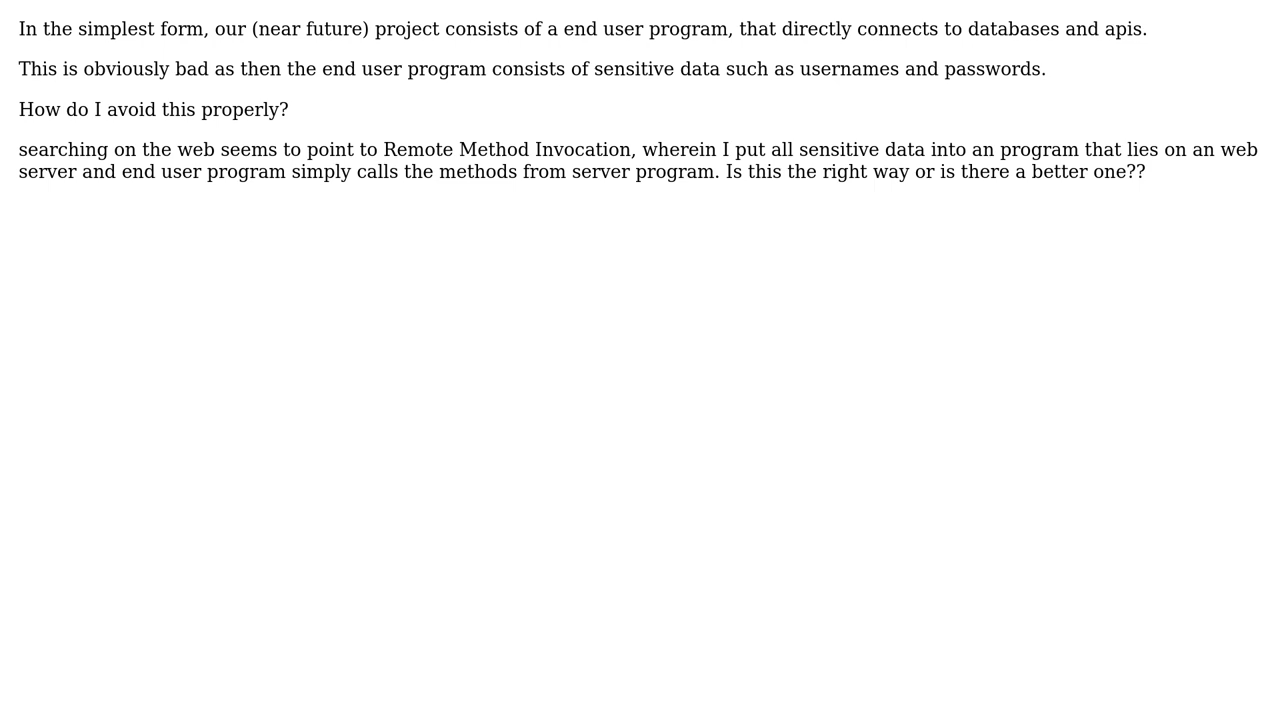 In the simplest form, our (near future) project consists of a end user program, that directly connects to databases and apis.
This is obviously bad as then the end user program consists of sensitive data such as usernames and passwords.
How do I avoid this properly?
searching on the web seems to point to Remote Method Invocation, wherein I put all sensitive data into an program that lies on an web
server and end user program simply calls the methods from server program. Is this the right way or is there a better one??